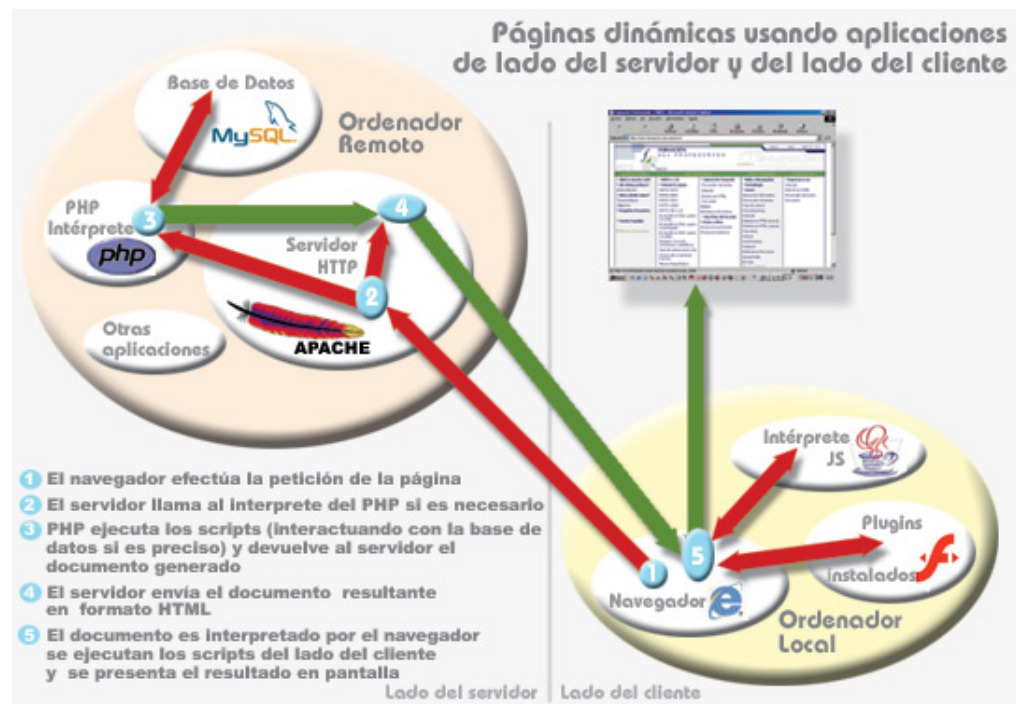 Páginas dinámicas usando aplicaciones
de lado del servidor y del lado del cliente
Base de Datos
MySQL
Ordenador
Remoto
PHP
Intérprete
3
php
4
Servidor
HTTP
2
APACHE
Otras
aplicaciones
Intérprete
JS
Plugins
instalados
5
1
Navegador
Ordenador
Local
1 El navegador efectúa la petición de la página
2 El servidor llama al interprete del PHP si es necesario
3 PHP ejecuta los scripts (interactuando con la base de
datos si es preciso) y devuelve al servidor el
documento generado
4 El servidor envía el documento resultante
en formato HTML
5 El documento es interpretado por el navegador
se ejecutan los scripts del lado del cliente
y se presenta el resultado en pantalla
Lado del servidor
Lado del cliente